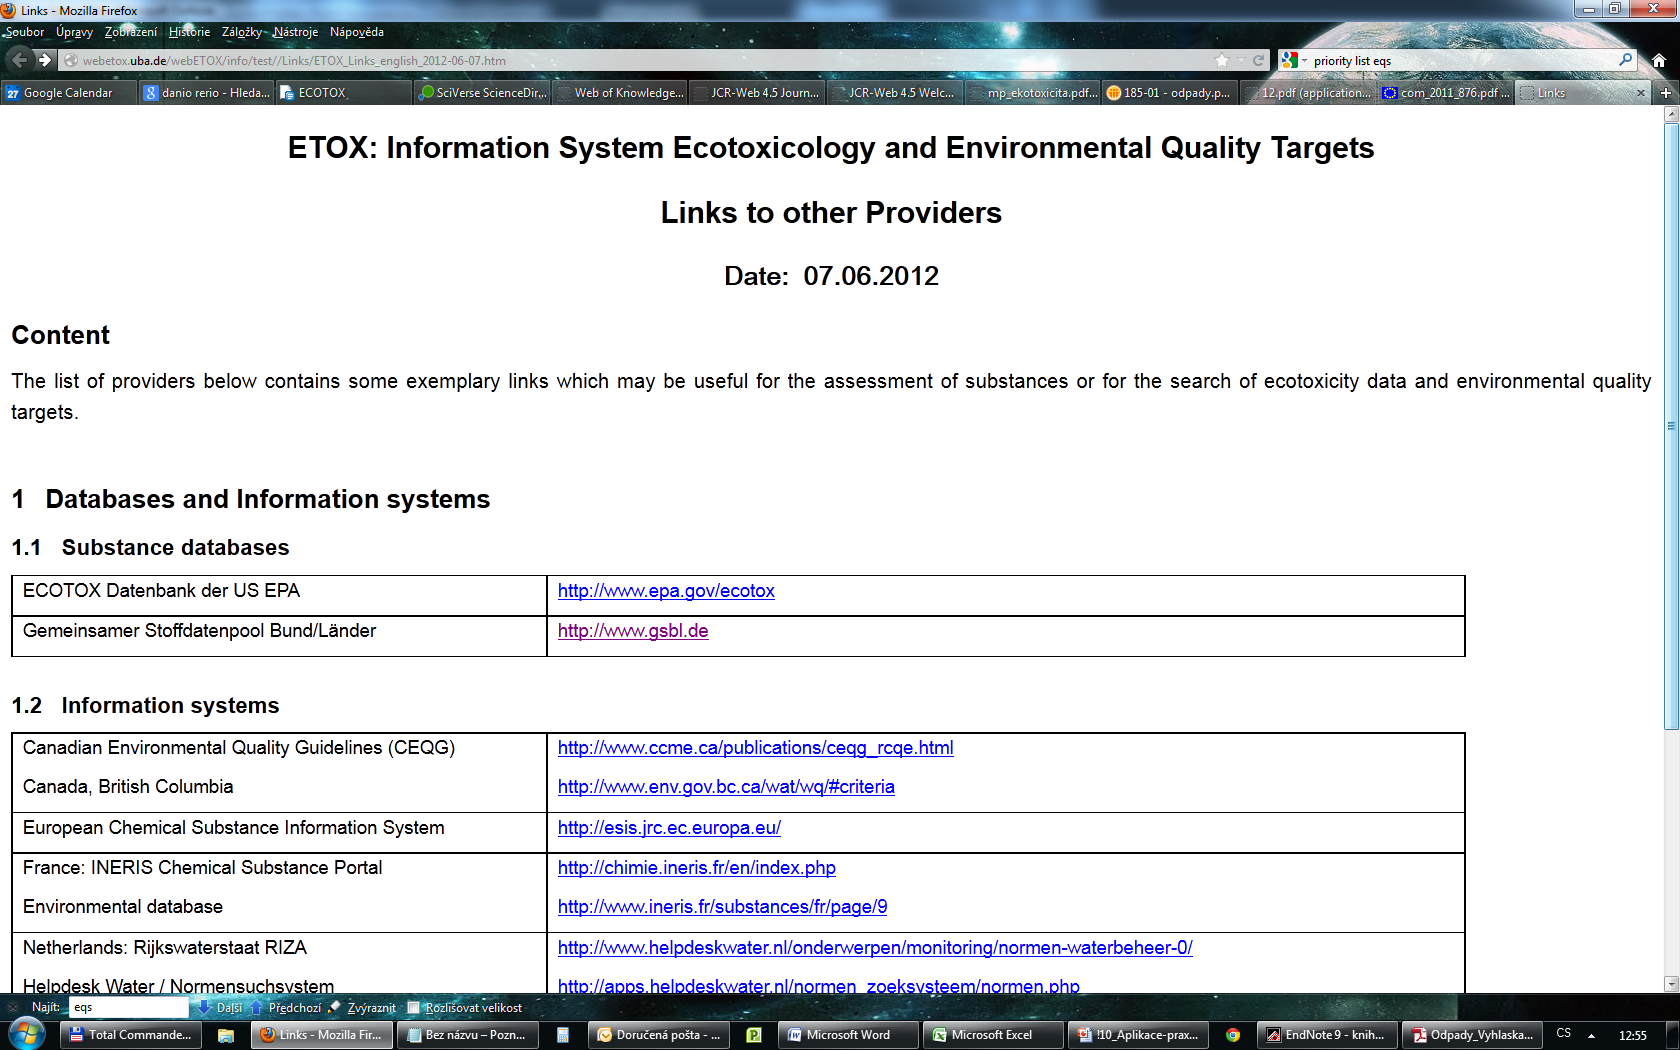 Links - Mozilla Firefox
Soubor Úpravy Zobrazení Historie Záložky Nástroje Nápověda
webetox.uba.de/webETOX/info/test//Links/ETOX_Links_english_2012-06-07.htm
priority list eqs
27 Google Calendar
danio rerio - Hleda...
ECOTOX
SciVerse ScienceDir...
Web of Knowledge...
JCR-Web 4.5 Journ...
JCR-Web 4.5 Welc...
mp_ekotoxicita.pdf...
185-01 - odpady.p...
12.pdf (application...
com_2011_876.pdf ...
Links
ETOX: Information System Ecotoxicology and Environmental Quality Targets
Links to other Providers
Date: 07.06.2012
Content
The list of providers below contains some exemplary links which may be useful for the assessment of substances or for the search of ecotoxicity data and environmental quality
targets.
1 Databases and Information systems
1.1 Substance databases
ECOTOX Datenbank der US EPA http://www.epa.gov/ecotox
Gemeinsamer Stoffdatenpool Bund/Länder http://www.gsbl.de
1.2 Information systems
Canadian Environmental Quality Guidelines (CEQG) http://www.ccme.ca/publications/ceqg_rcqe.html
Canada, British Columbia http://www.env.gov.bc.ca/wat/wq/#criteria
European Chemical Substance Information System http://esis.jrc.ec.europa.eu/
France: INERIS Chemical Substance Portal http://chimie.ineris.fr/en/index.php
Environmental database http://www.ineris.fr/substances/fr/page/9
Netherlands: Rijkswaterstaat RIZA http://www.helpdeskwater.nl/onderwerpen/monitoring/normen-waterbeheer-0/
Helpdesk Water / Normensuchsystem http://apps.helpdeskwater.nl/normen_zoeksysteem/normen.php
Najít: eqs Další Předchozí Zvýraznit Rozlišovat velikost
Total Commande...
Links - Mozilla Fir...
Bez názvu – Pozn...
Doručená pošta - ...
Microsoft Word
Microsoft Excel
!10_Aplikace-prax...
EndNote 9 - knih...
Odpady_Vyhlaska...
CS
12:55